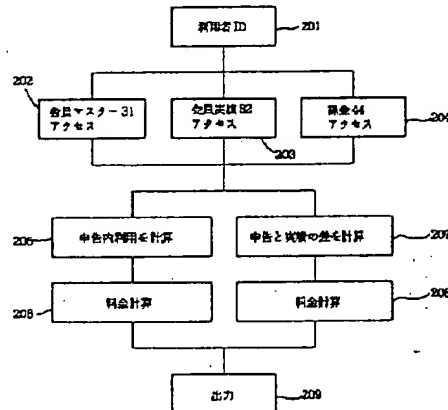 利用者ID
201
202
会員マスター31
アクセス
会員実績32
アクセス
203
課金44
アクセス
204
205
申告内利用を計算
申告と実績の差を計算
207
206
料金計算
料金計算
208
出力
209